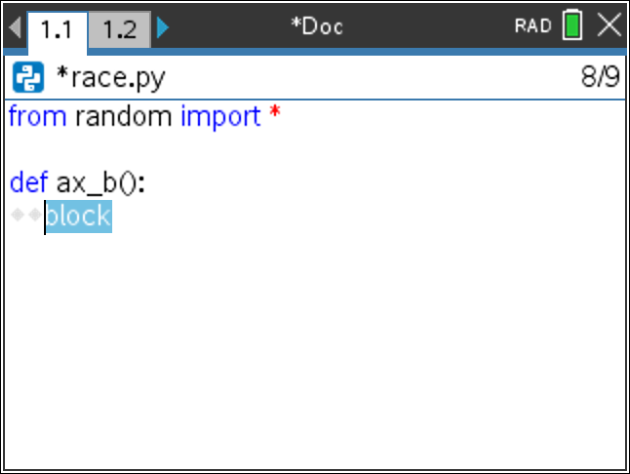 1.1 1.2 *Doc RAD
*race.py 8/9
from random import *
def ax_b():
block